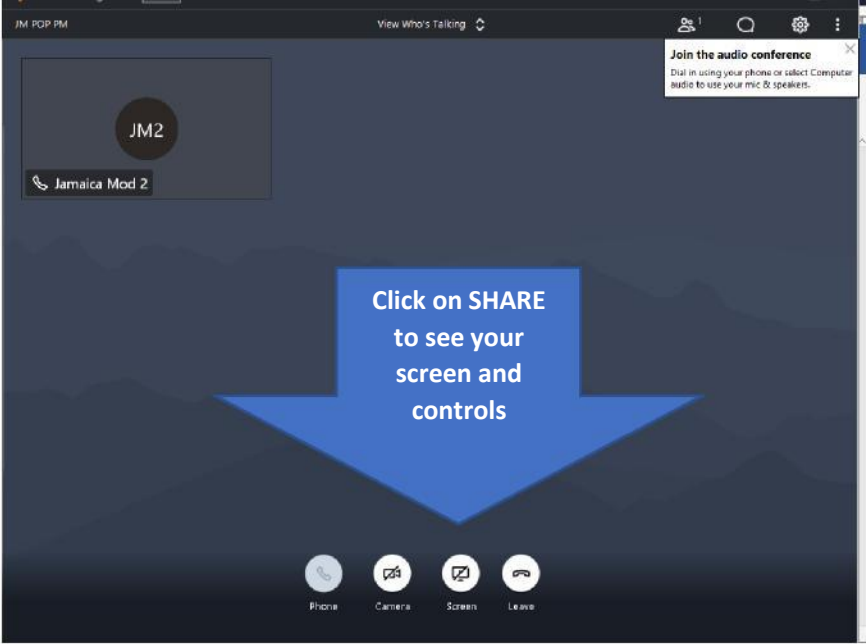 JM POP PM
View Who's Talking
1
Join the audio conference
Dial in using your phone or select Computer
audio to use your mic & speakers.
JM2
Jamaica Mod 2
Click on SHARE
to see your
screen and
controls
Phone
Camera
Screen
Leave